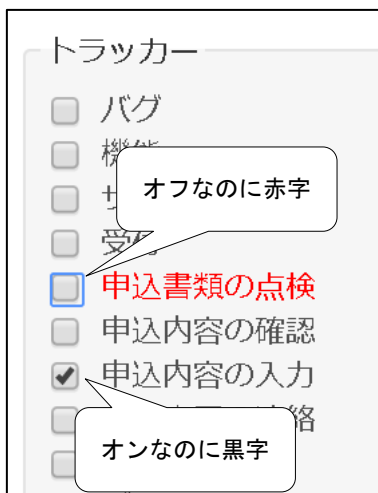 トラッカー
バグ
オフなのに赤字
申込書類の点検
申込内容の確認
申込内容の入力
絡
オンなのに黒字